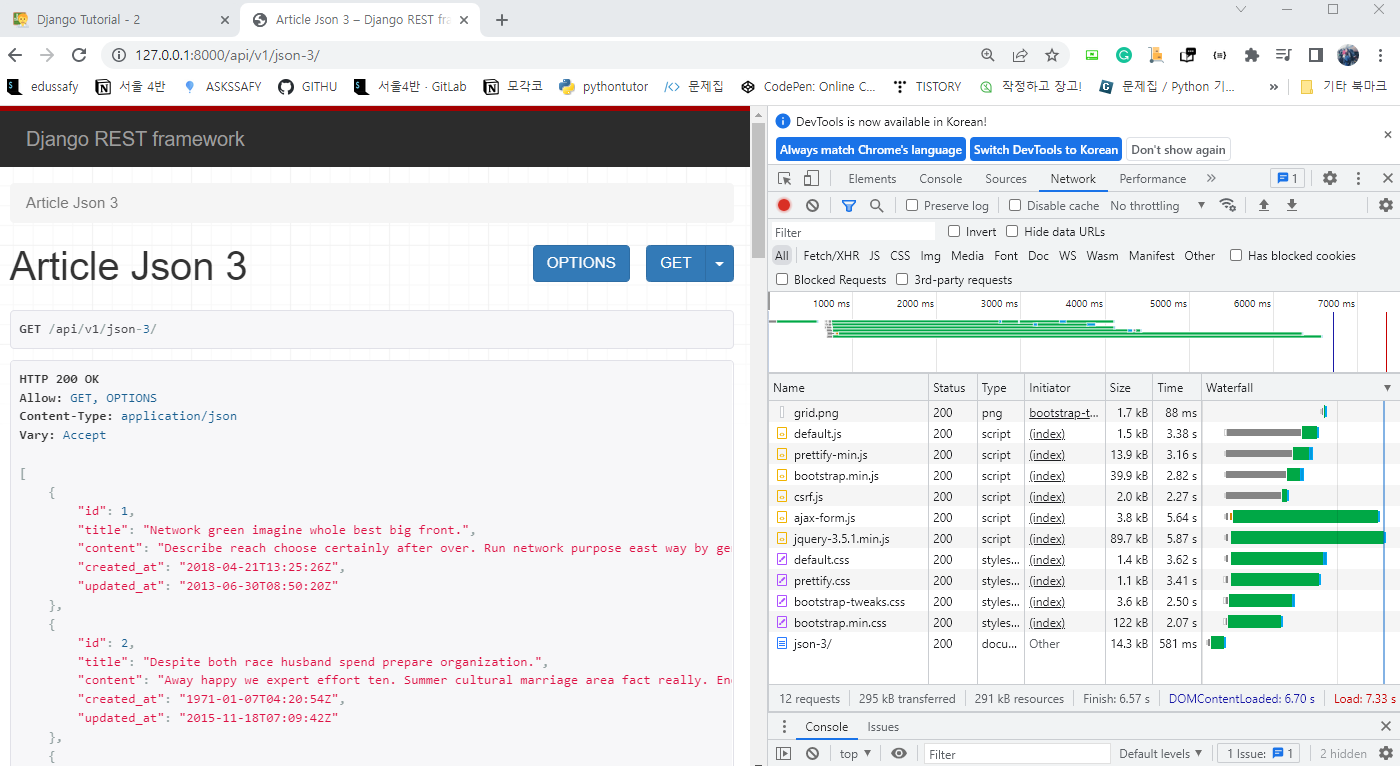 Django Tutorial - 2
Article Json 3 – Django REST fra
127.0.0.1:8000/api/v1/json-3/
edussafy
서울 4반
ASKSSAFY
GITHU
서울4반 · GitLab
모각코
pythontutor
문제집
CodePen: Online C...
TISTORY
작정하고 장고!
문제집 / Python 기...
»
기타 북마크
Django REST framework
Article Json 3
Article Json 3
OPTIONS
GET
GET /api/v1/json-3/
HTTP 200 OK
Allow: GET, OPTIONS
Content-Type: application/json
Vary: Accept
[
{
"id": 1,
"title": "Network green imagine whole best big front.",
"content": "Describe reach choose certainly after over. Run network purpose east way by ge
"created_at": "2018-04-21T13:25:26Z",
"updated_at": "2013-06-30T08:50:20Z"
},
{
"id": 2,
"title": "Despite both race husband spend prepare organization.",
"content": "Away happy we expert effort ten. Summer cultural marriage area fact really. En
"created_at": "1971-01-07T04:20:54Z",
"updated_at": "2015-11-18T07:09:42Z"
},
{
DevTools is now available in Korean!
Always match Chrome's language
Switch DevTools to Korean
Don't show again
Elements Console Sources Network Performance » 1
Preserve log Disable cache No throttling
Filter Invert Hide data URLs
All Fetch/XHR JS CSS Img Media Font Doc WS Wasm Manifest Other Has blocked cookies
Blocked Requests 3rd-party requests
1000 ms 2000 ms 3000 ms 4000 ms 5000 ms 6000 ms 7000 ms
Name Status Type Initiator Size Time Waterfall
grid.png 200 png bootstrap-t... 1.7 kB 88 ms
default.js 200 script (index) 1.5 kB 3.38 s
prettify-min.js 200 script (index) 13.9 kB 3.16 s
bootstrap.min.js 200 script (index) 39.9 kB 2.82 s
csrf.js 200 script (index) 2.0 kB 2.27 s
ajax-form.js 200 script (index) 3.8 kB 5.64 s
jquery-3.5.1.min.js 200 script (index) 89.7 kB 5.87 s
default.css 200 styles... (index) 1.4 kB 3.62 s
prettify.css 200 styles... (index) 1.1 kB 3.41 s
bootstrap-tweaks.css 200 styles... (index) 3.6 kB 2.50 s
bootstrap.min.css 200 styles... (index) 122 kB 2.07 s
json-3/ 200 docu... Other 14.3 kB 581 ms
12 requests 295 kB transferred 291 kB resources Finish: 6.57 s DOMContentLoaded: 6.70 s Load: 7.33 s
Console Issues
top Filter Default levels 1 Issue: 1 2 hidden